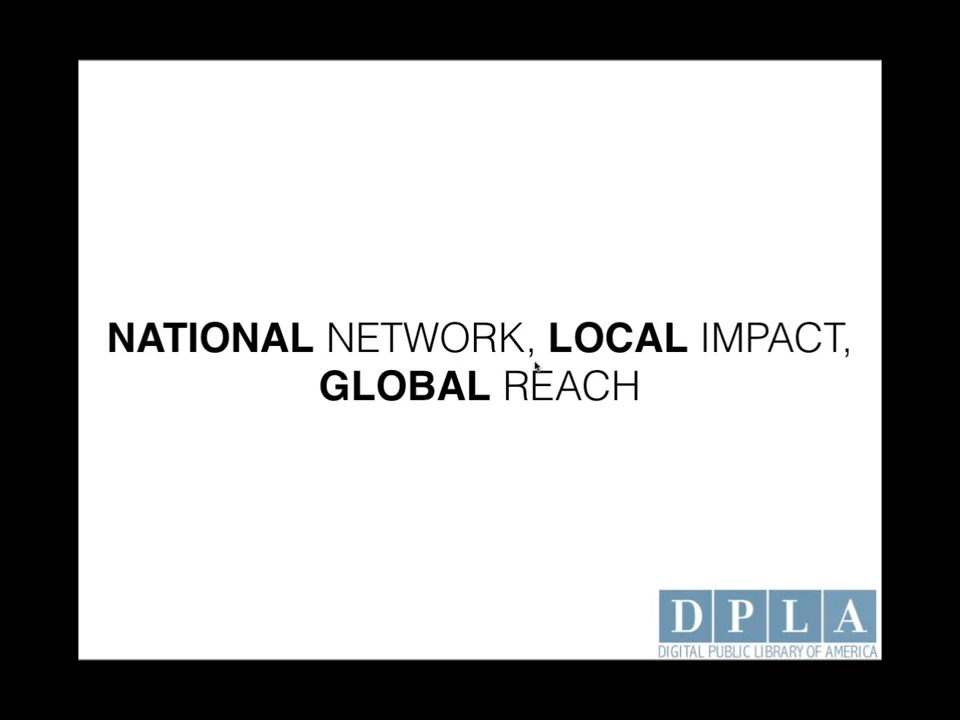 NATIONAL NETWORK, LOCAL IMPACT,
GLOBAL REACH
DPLA
DIGITAL PUBLIC LIBRARY OF AMERICA